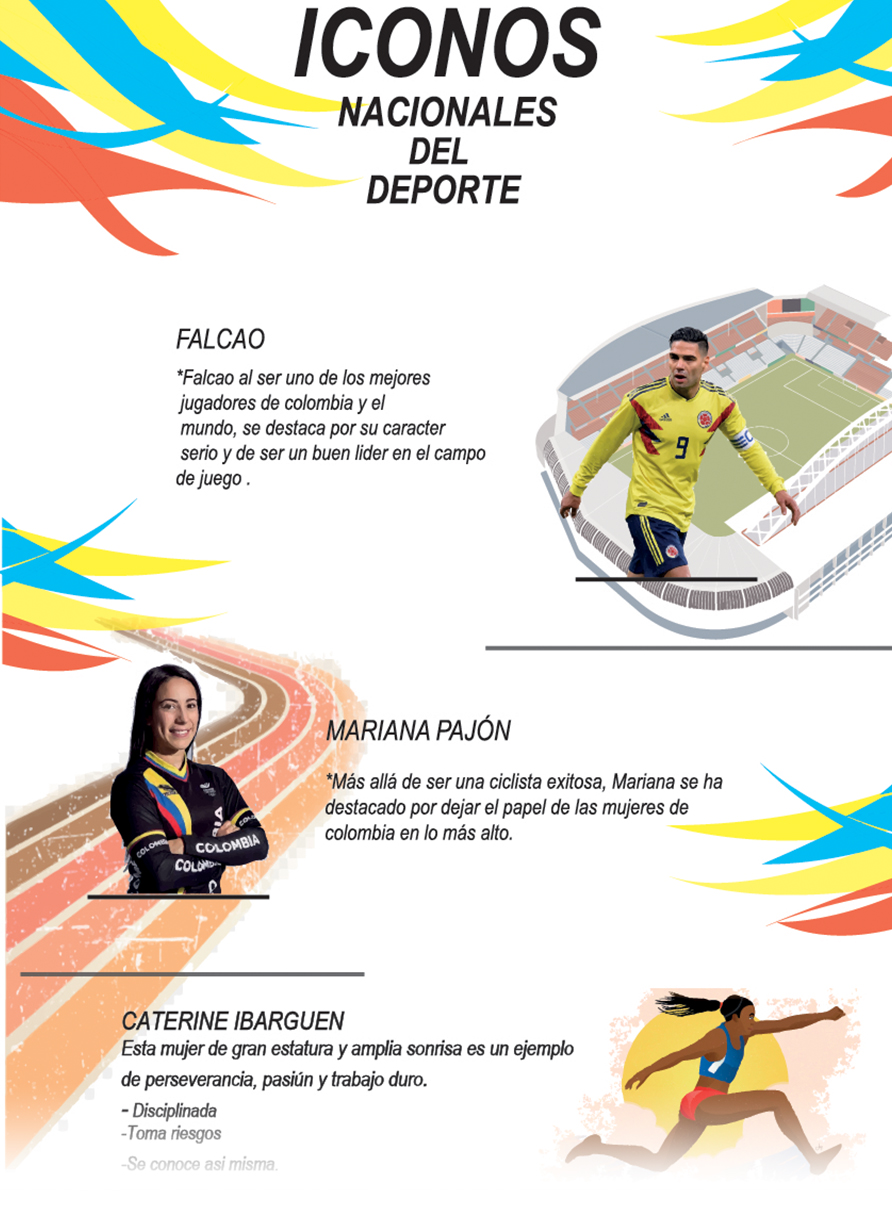 ICONOS
NACIONALES
DEL
DEPORTE
FALCAO
*Falcao al ser uno de los mejores
jugadores de colombia y el
mundo, se destaca por su caracter
serio y de ser un buen lider en el campo
de juego .
9
MARIANA PAJÓN
*Más allá de ser una ciclista exitosa, Mariana se ha
destacado por dejar el papel de las mujeres de
colombia en lo más alto.
COLOMBIA
COLOMBIA
CATERINE IBARGUEN
Esta mujer de gran estatura y amplia sonrisa es un ejemplo
de perseverancia, pasiún y trabajo duro.
- Disciplinada
-Toma riesgos
-Se conoce asi misma.